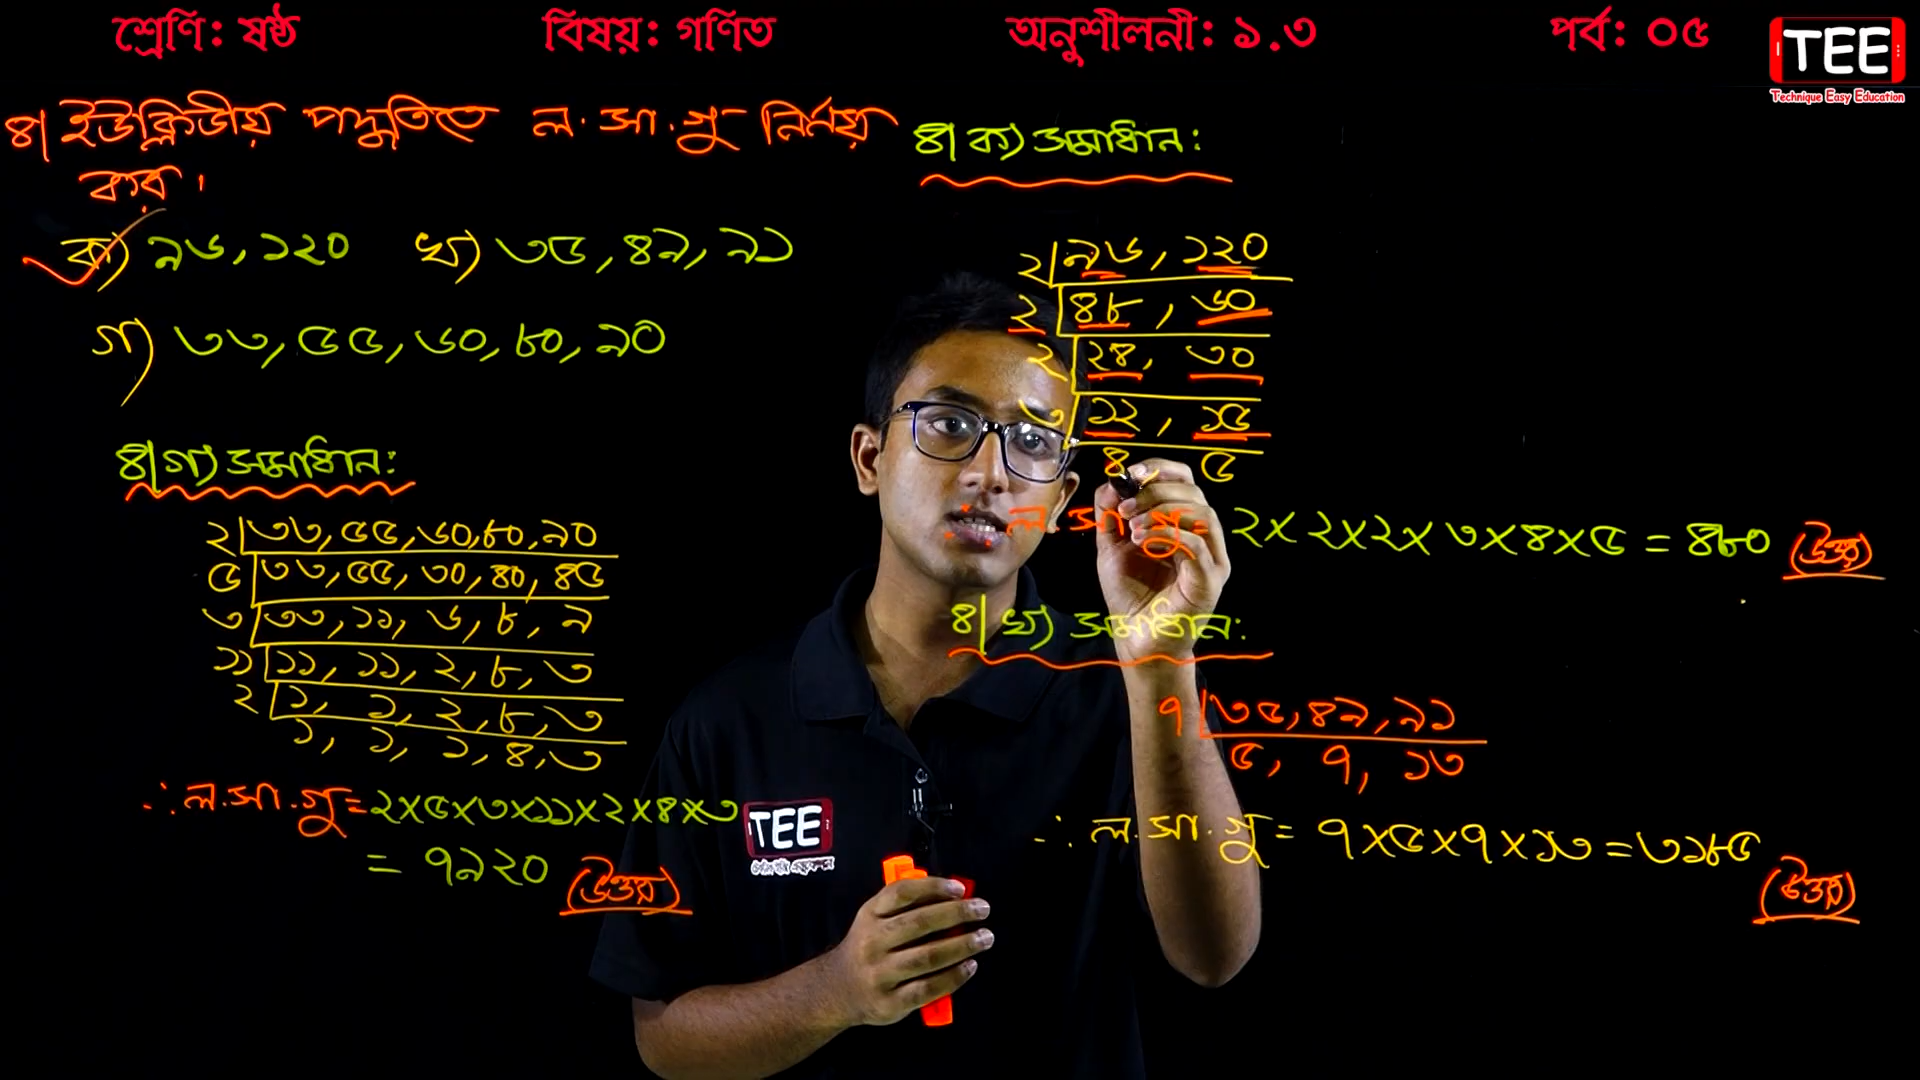 শ্রেণি: ষষ্ঠ বিষয়: গণিত অনুশীলনী: ১.৩ পর্ব: ০৫
TEE
Technique Easy Education
৪| ইউক্লিডীয় পদ্ধতিতে ল.সা.গু নির্নয়
কর।
ক) ৯৬, ১২০ খ) ৩৫, ৪৯, ৯১
গ) ৩৩, ৫৫, ৬০, ৮০, ৯০
৪|গ) সমাধান:
২|৩৩, ৫৫, ৬০, ৮০, ৯০
৫|৩৩, ৫৫, ৩০, ৪০, ৪৫
৩|৩৩, ১১, ৬, ৮, ৯
১১|১১, ১১, ২, ৮, ৩
২|১, ১, ২, ৮, ৩
১, ১, ১, ৪, ৩
∴ ল.সা.গু = ২×৫×৩×১১×২×৪×৩
= ৭৯২০ (উত্তর)
৪|ক) সমাধান:
২|৯৬, ১২০
২|৪৮, ৬০
২|২৪, ৩০
৩|১২, ১৫
৪, ৫
∴ ল.সা.গু = ২×২×২×৩×৪×৫ = ৪৮০ (উত্তর)
৪|খ) সমাধান:
৭|৩৫, ৪৯, ৯১
৫, ৭, ১৩
∴ ল.সা.গু = ৭×৫×৭×১৩ = ৩১৮৫
(উত্তর)
TEE